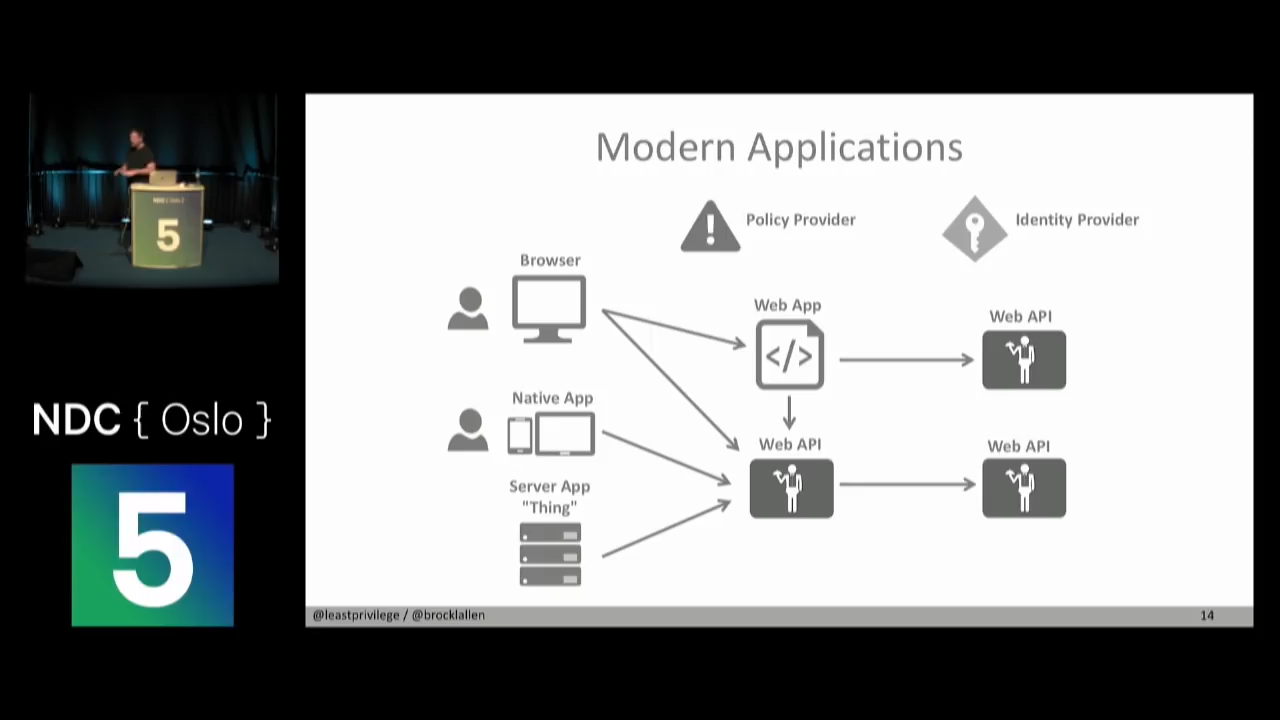 Modern Applications
Policy Provider
Identity Provider
Browser
Web App
</>
Web API
Native App
Web API
Web API
Server App
"Thing"
@leastprivilege / @brocklallen
14
NDC { Oslo }
5
5